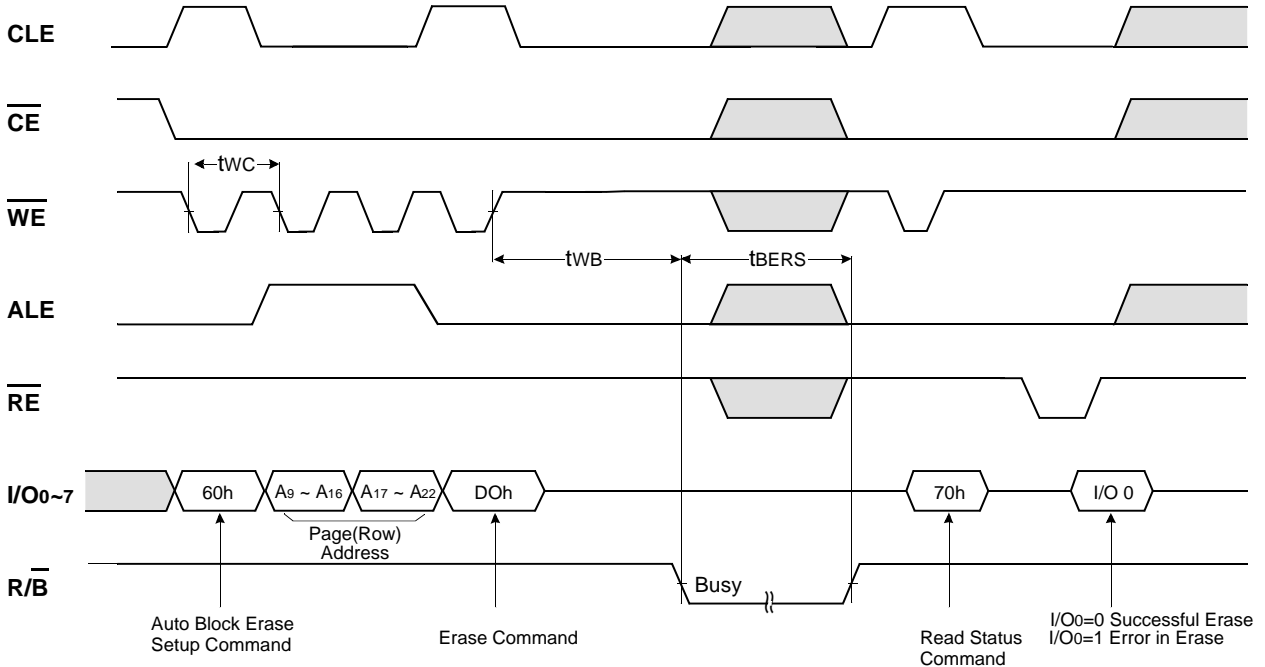 CLE
CE
tWC
WE
tWB
tBERS
ALE
RE
I/O0~7
60h
A9 ~ A16
A17 ~ A22
DOh
70h
I/O 0
Page(Row)
Address
R/B
Busy
Auto Block Erase
Setup Command
Erase Command
Read Status
Command
I/O0=0 Successful Erase
I/O0=1 Error in Erase